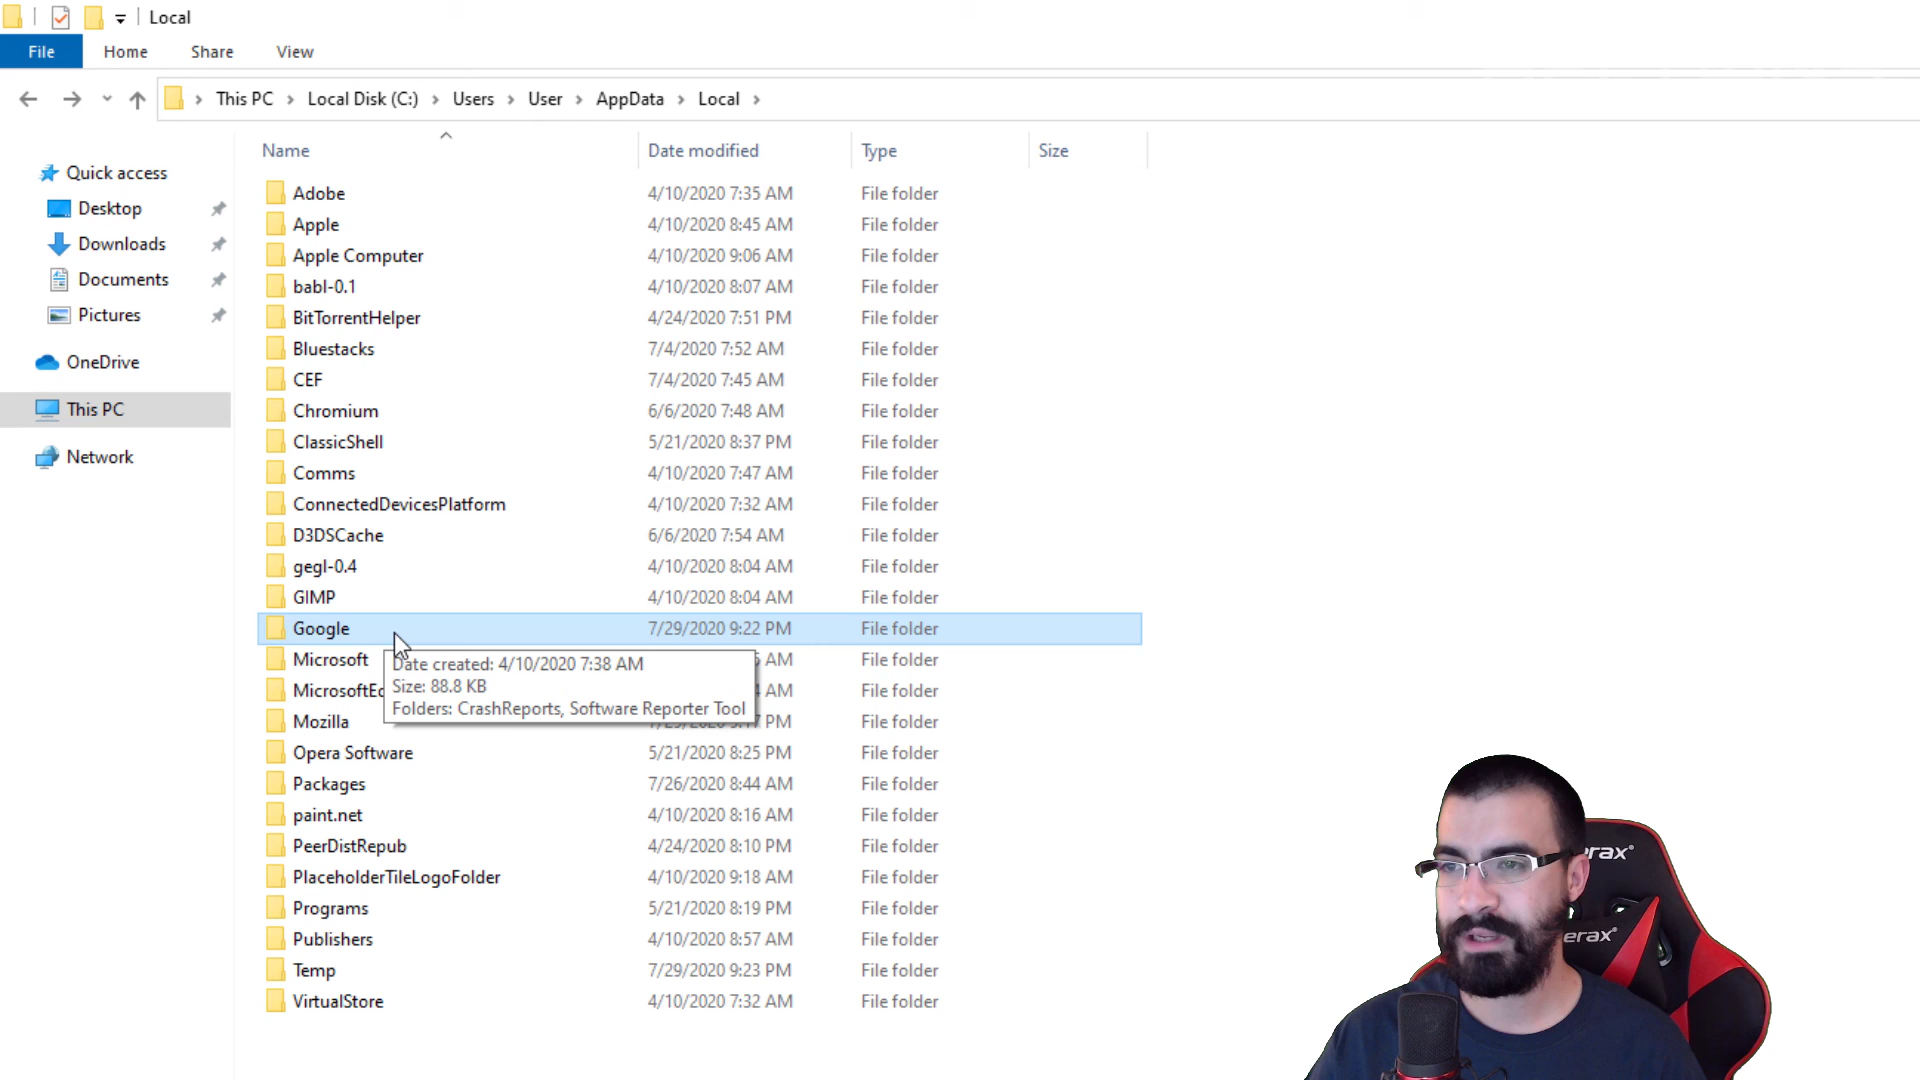 Local
File Home Share View
This PC Local Disk (C:) Users User AppData Local
Name Date modified Type Size
Quick access
Desktop
Downloads
Documents
Pictures
OneDrive
This PC
Network
Adobe 4/10/2020 7:35 AM File folder
Apple 4/10/2020 8:45 AM File folder
Apple Computer 4/10/2020 9:06 AM File folder
babl-0.1 4/10/2020 8:07 AM File folder
BitTorrentHelper 4/24/2020 7:51 PM File folder
Bluestacks 7/4/2020 7:52 AM File folder
CEF 7/4/2020 7:45 AM File folder
Chromium 6/6/2020 7:48 AM File folder
ClassicShell 5/21/2020 8:37 PM File folder
Comms 4/10/2020 7:47 AM File folder
ConnectedDevicesPlatform 4/10/2020 7:32 AM File folder
D3DSCache 6/6/2020 7:54 AM File folder
gegl-0.4 4/10/2020 8:04 AM File folder
GIMP 4/10/2020 8:04 AM File folder
Google 7/29/2020 9:22 PM File folder
Microsoft AM File folder
Date created: 4/10/2020 7:38 AM
Size: 88.8 KB
Folders: CrashReports, Software Reporter Tool
AM File folder
Mozilla PM File folder
Opera Software 5/21/2020 8:25 PM File folder
Packages 7/26/2020 8:44 AM File folder
paint.net 4/10/2020 8:16 AM File folder
PeerDistRepub 4/24/2020 8:10 PM File folder
PlaceholderTileLogoFolder 4/10/2020 9:18 AM File folder
Programs 5/21/2020 8:19 PM File folder
Publishers 4/10/2020 8:57 AM File folder
Temp 7/29/2020 9:23 PM File folder
VirtualStore 4/10/2020 7:32 AM File folder